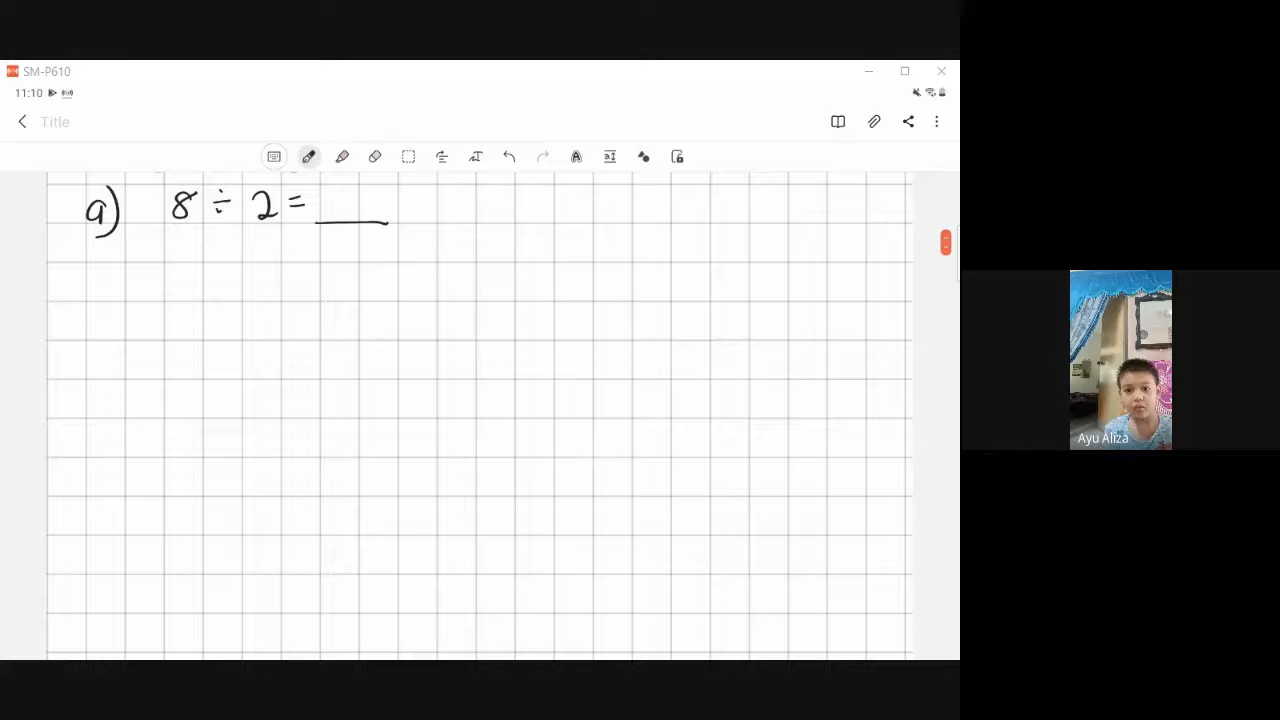 SM-P610
11:10
Title
a) 8 ÷ 2 = ____
Ayu Aliza